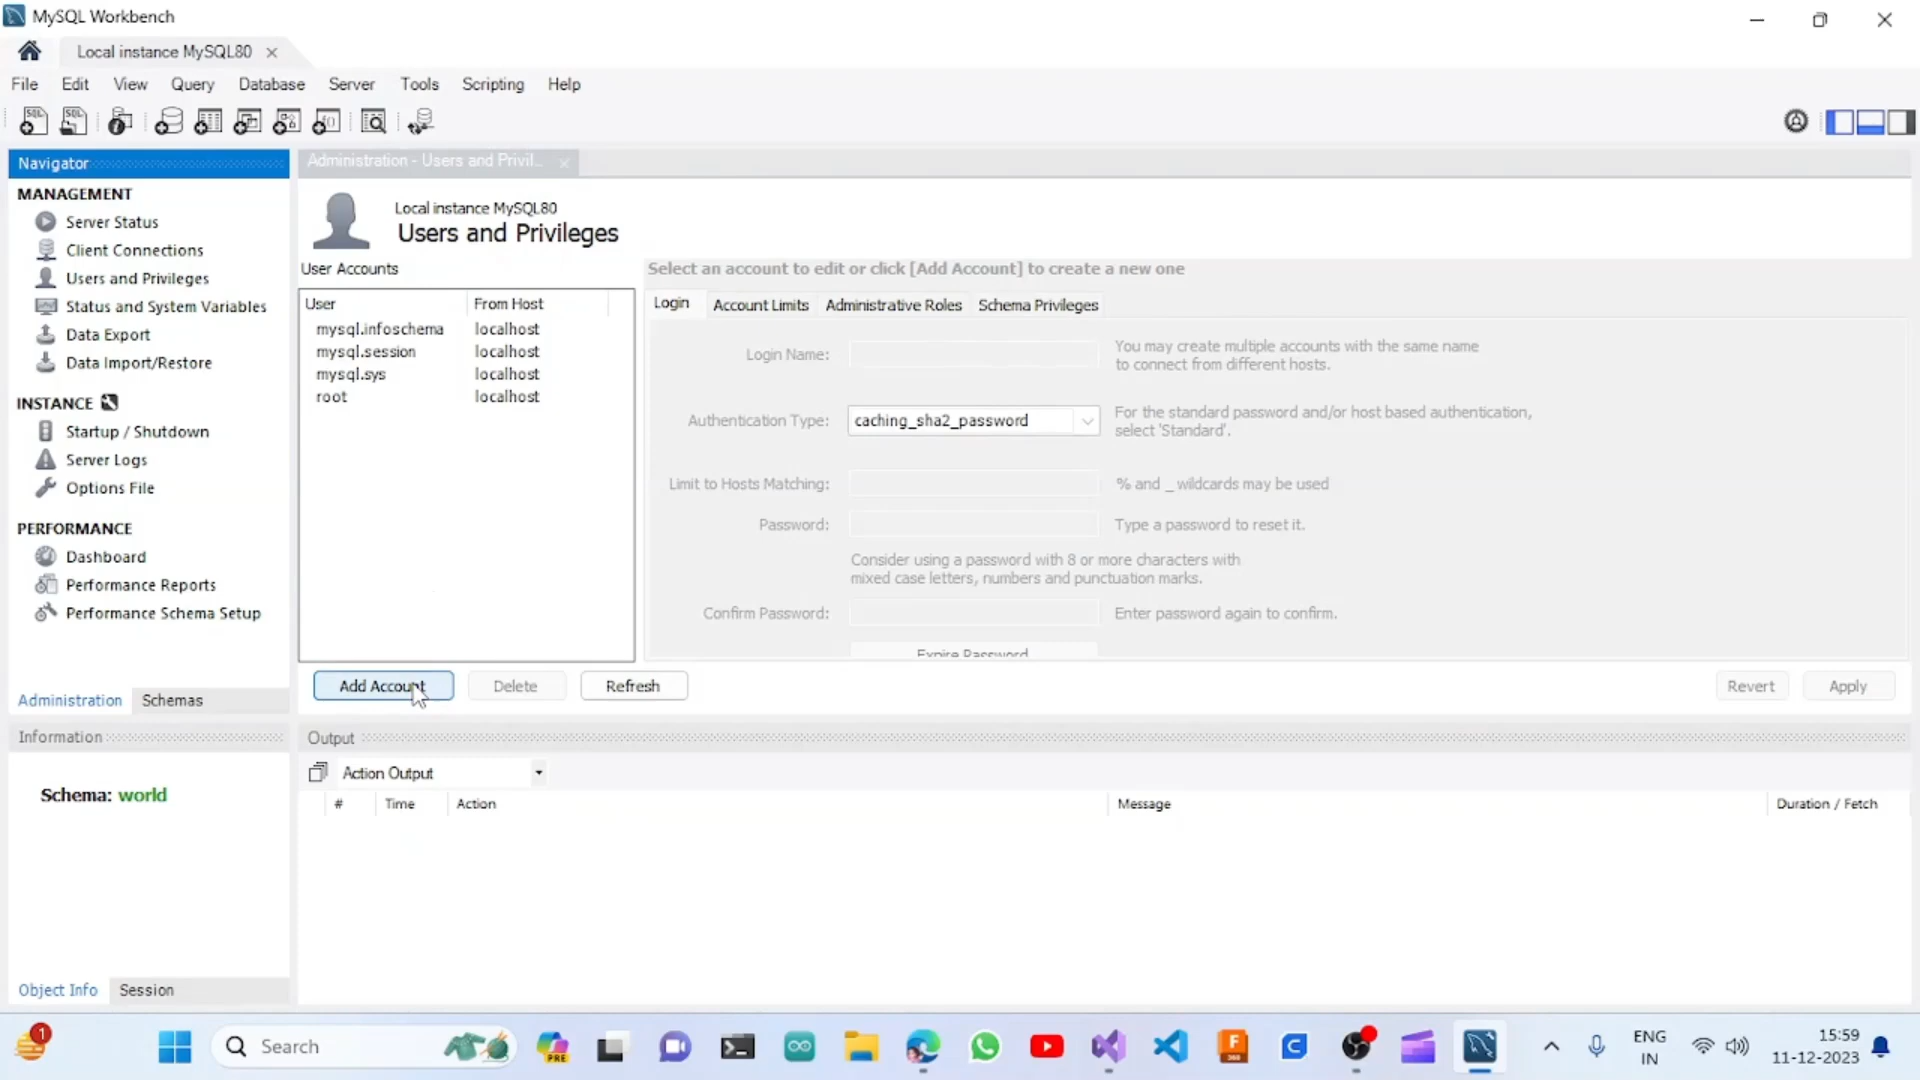 MySQL Workbench
Local instance MySQL80
File Edit View Query Database Server Tools Scripting Help
Navigator
MANAGEMENT
Server Status
Client Connections
Users and Privileges
Status and System Variables
Data Export
Data Import/Restore
INSTANCE
Startup / Shutdown
Server Logs
Options File
PERFORMANCE
Dashboard
Performance Reports
Performance Schema Setup
Administration Schemas
Information
Schema: world
Object Info Session
Administration - Users and Privil...
Local instance MySQL80
Users and Privileges
User Accounts
User From Host
mysql.infoschema localhost
mysql.session localhost
mysql.sys localhost
root localhost
Add Account Delete Refresh
Select an account to edit or click [Add Account] to create a new one
Login Account Limits Administrative Roles Schema Privileges
Login Name:
You may create multiple accounts with the same name
to connect from different hosts.
Authentication Type: caching_sha2_password
For the standard password and/or host based authentication,
select 'Standard'.
Limit to Hosts Matching: % and _ wildcards may be used
Password: Type a password to reset it.
Consider using a password with 8 or more characters with
mixed case letters, numbers and punctuation marks.
Confirm Password: Enter password again to confirm.
Expire Password
Revert Apply
Output
Action Output
# Time Action Message Duration / Fetch
1
Search
PRE
ENG
IN
15:59
11-12-2023